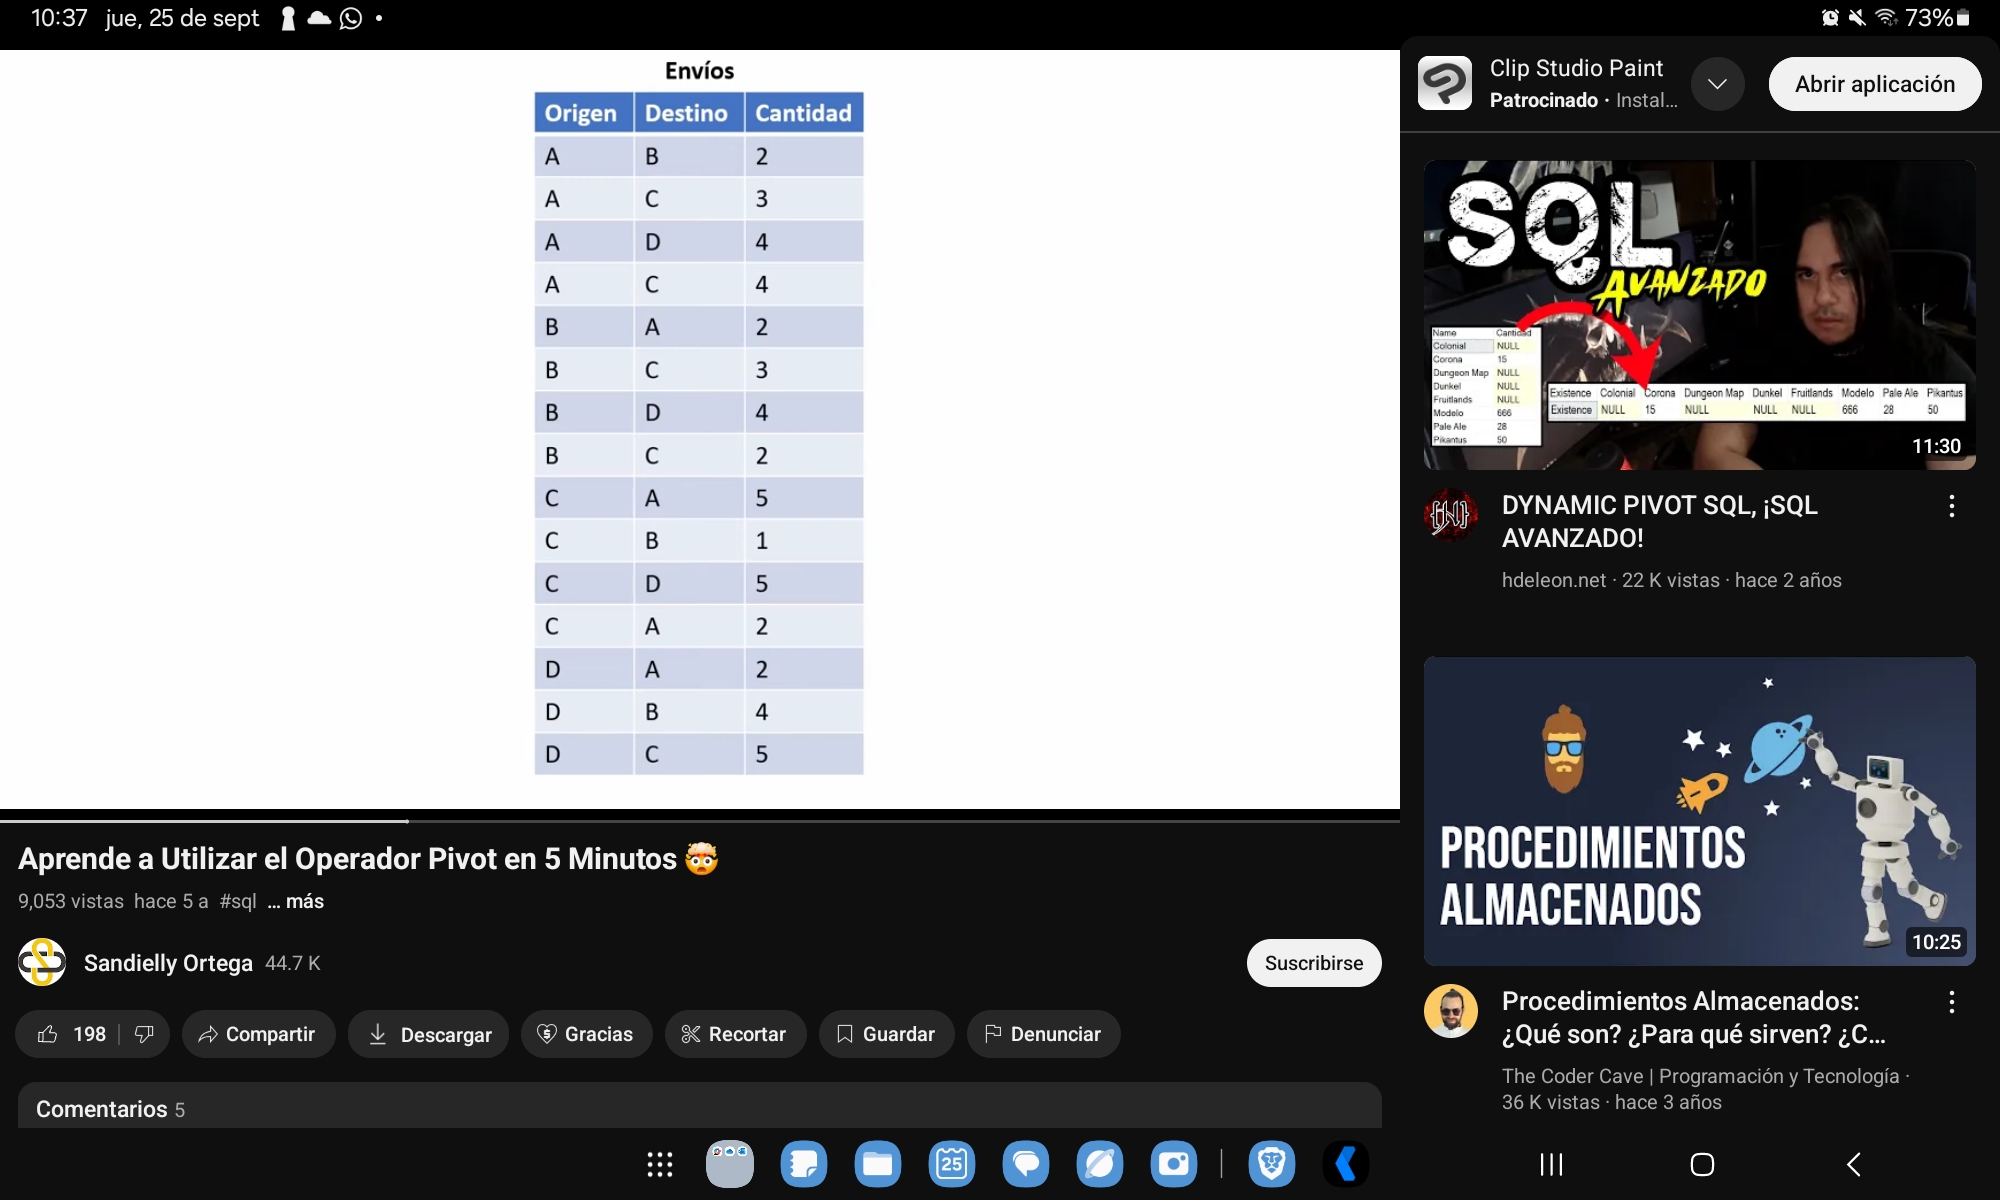 10:37 jue, 25 de sept
73%
Envíos
Origen Destino Cantidad
A B 2
A C 3
A D 4
A C 4
B A 2
B C 3
B D 4
B C 2
C A 5
C B 1
C D 5
C A 2
D A 2
D B 4
D C 5
Aprende a Utilizar el Operador Pivot en 5 Minutos 🤯
9,053 vistas hace 5 a #sql ... más
Sandielly Ortega 44.7 K
Suscribirse
198
Compartir
Descargar
Gracias
Recortar
Guardar
Denunciar
Comentarios 5
Clip Studio Paint
Patrocinado · Instal...
Abrir aplicación
SQL
AVANZADO
Name Cantidad
Colonial NULL
Corona 15
Dungeon Map NULL
Dunkel NULL
Fruitlands NULL
Modelo 666
Pale Ale 28
Pikantus 50
Existence Colonial Corona Dungeon Map Dunkel Fruitlands Modelo Pale Ale Pikantus
Existence NULL 15 NULL NULL NULL 666 28 50
11:30
DYNAMIC PIVOT SQL, ¡SQL
AVANZADO!
hdeleon.net · 22 K vistas · hace 2 años
PROCEDIMIENTOS
ALMACENADOS
10:25
Procedimientos Almacenados:
¿Qué son? ¿Para qué sirven? ¿C...
The Coder Cave | Programación y Tecnología ·
36 K vistas · hace 3 años
25